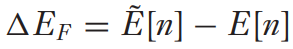 ΔE_F = Ẽ[n] − E[n]